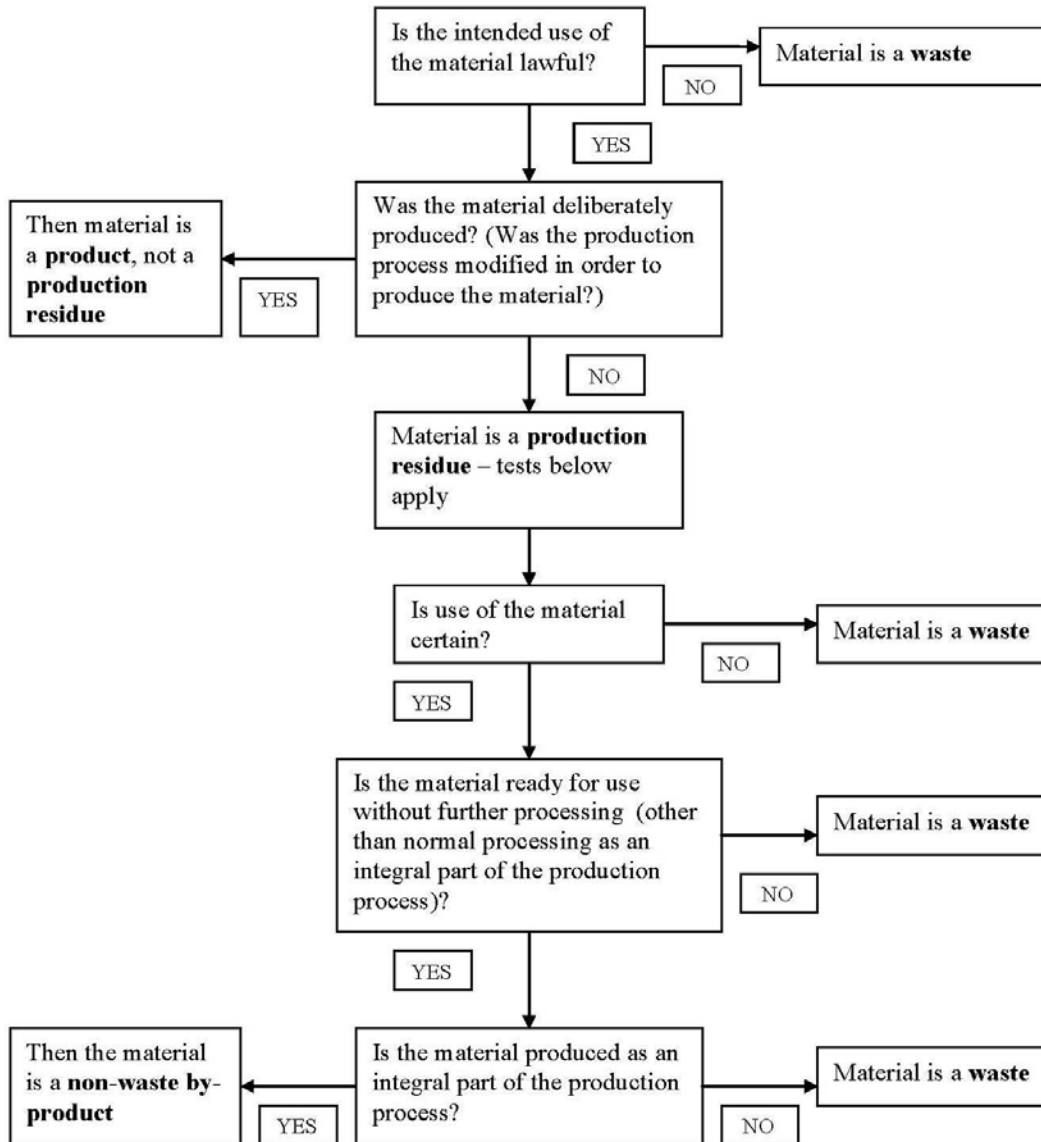 Is the intended use of
the material lawful?
Material is a waste
NO
YES
Was the material deliberately
produced? (Was the production
process modified in order to
produce the material?)
Then material is
a product, not a
production
residue
YES
NO
Material is a production
residue – tests below
apply
Is use of the material
certain?
Material is a waste
NO
YES
Is the material ready for use
without further processing (other
than normal processing as an
integral part of the production
process)?
Material is a waste
NO
YES
Then the material
is a non-waste by-
product
Is the material produced as an
integral part of the production
process?
Material is a waste
YES
NO